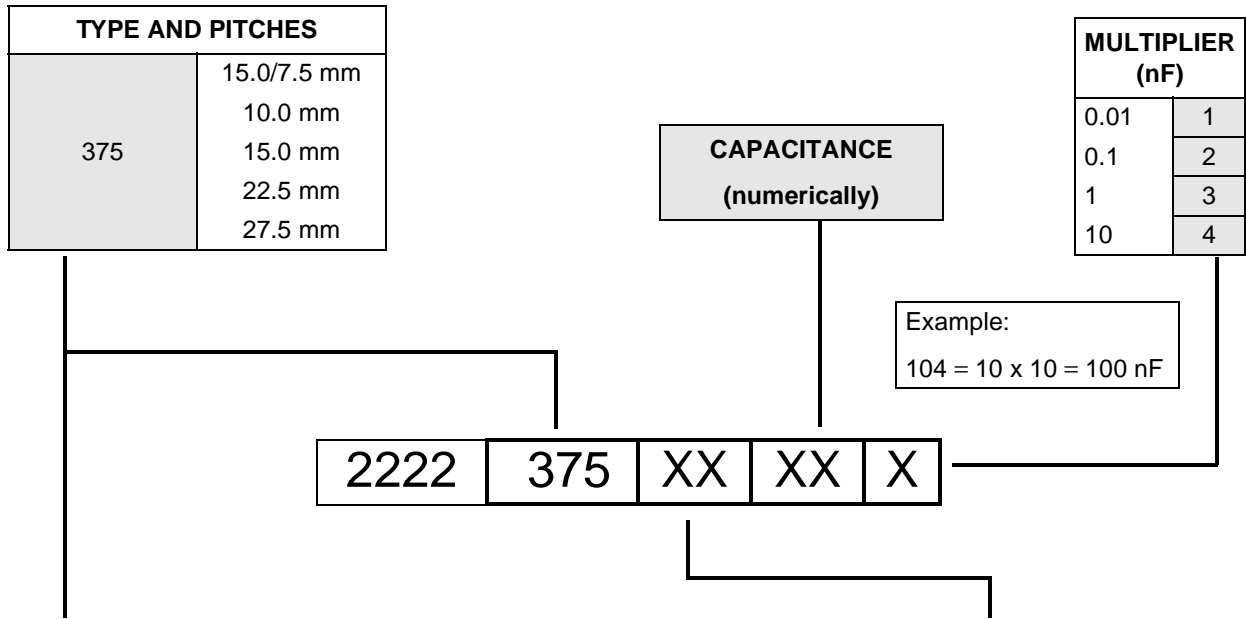 TYPE AND PITCHES
375
15.0/7.5 mm
10.0 mm
15.0 mm
22.5 mm
27.5 mm
CAPACITANCE
(numerically)
MULTIPLIER
(nF)
0.01 1
0.1 2
1 3
10 4
Example:
104 = 10 x 10 = 100 nF
2222 375 XX XX X